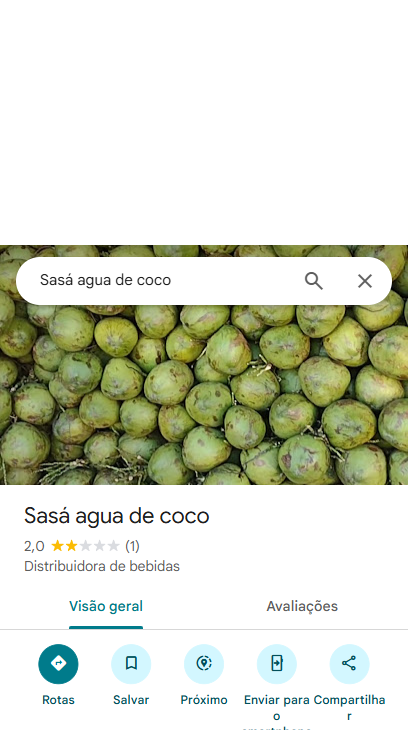 Sasá agua de coco
Sasá agua de coco
2,0 (1)
Distribuidora de bebidas
Visão geral Avaliações
Rotas Salvar Próximo Enviar para o Compartilhar
smartphone